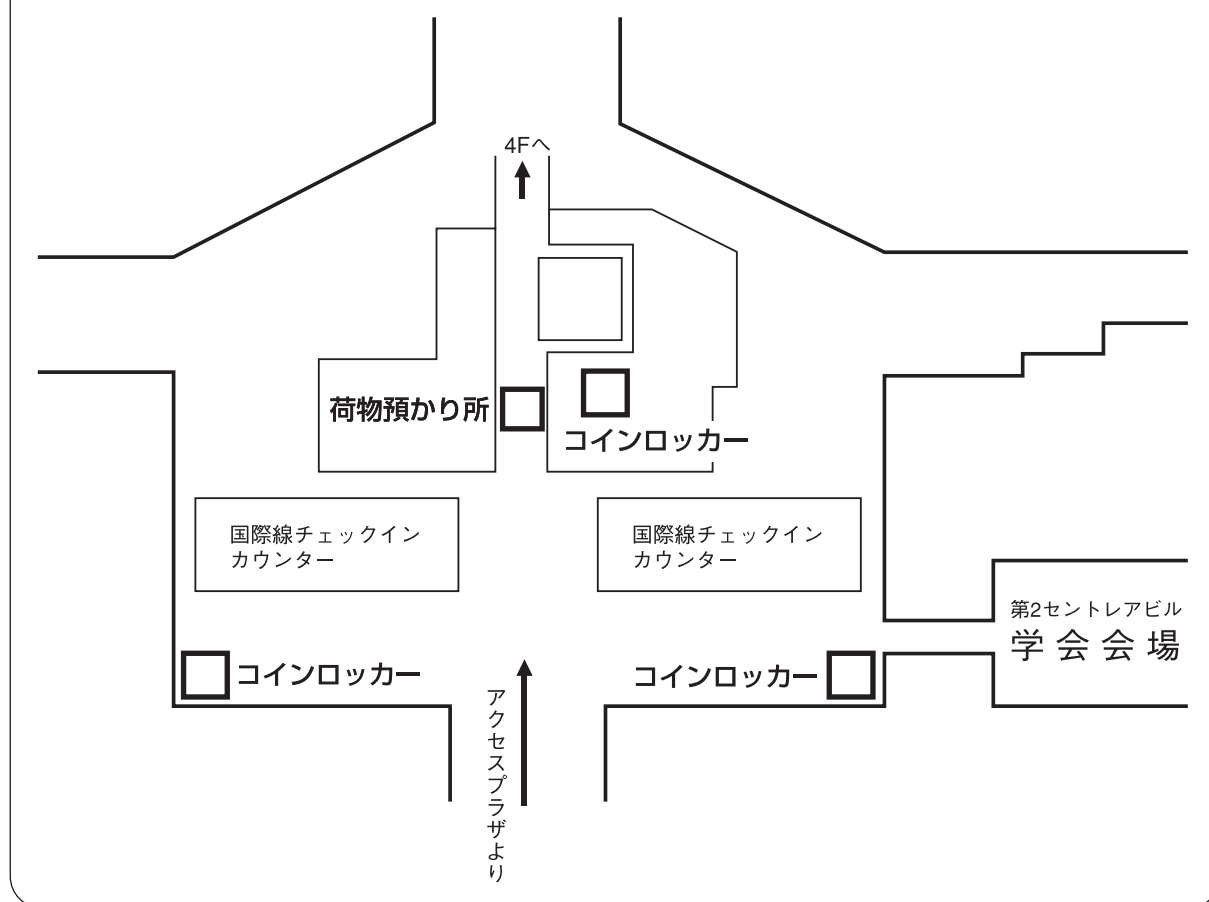 4Fへ
荷物預かり所
コインロッカー
国際線チェックイン
カウンター
国際線チェックイン
カウンター
第2セントレアビル
学会会場
コインロッカー
コインロッカー
アクセスプラザより